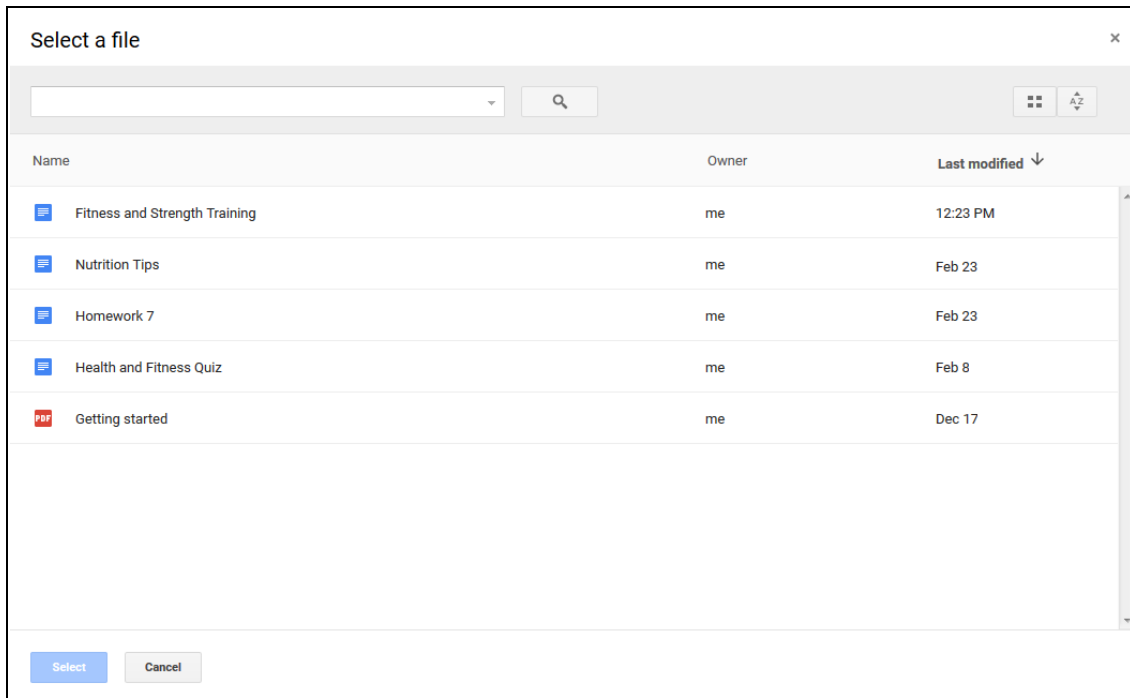 Select a file
×
AZ
Name Owner Last modified
Fitness and Strength Training me 12:23 PM
Nutrition Tips me Feb 23
Homework 7 me Feb 23
Health and Fitness Quiz me Feb 8
PDF Getting started me Dec 17
Select Cancel